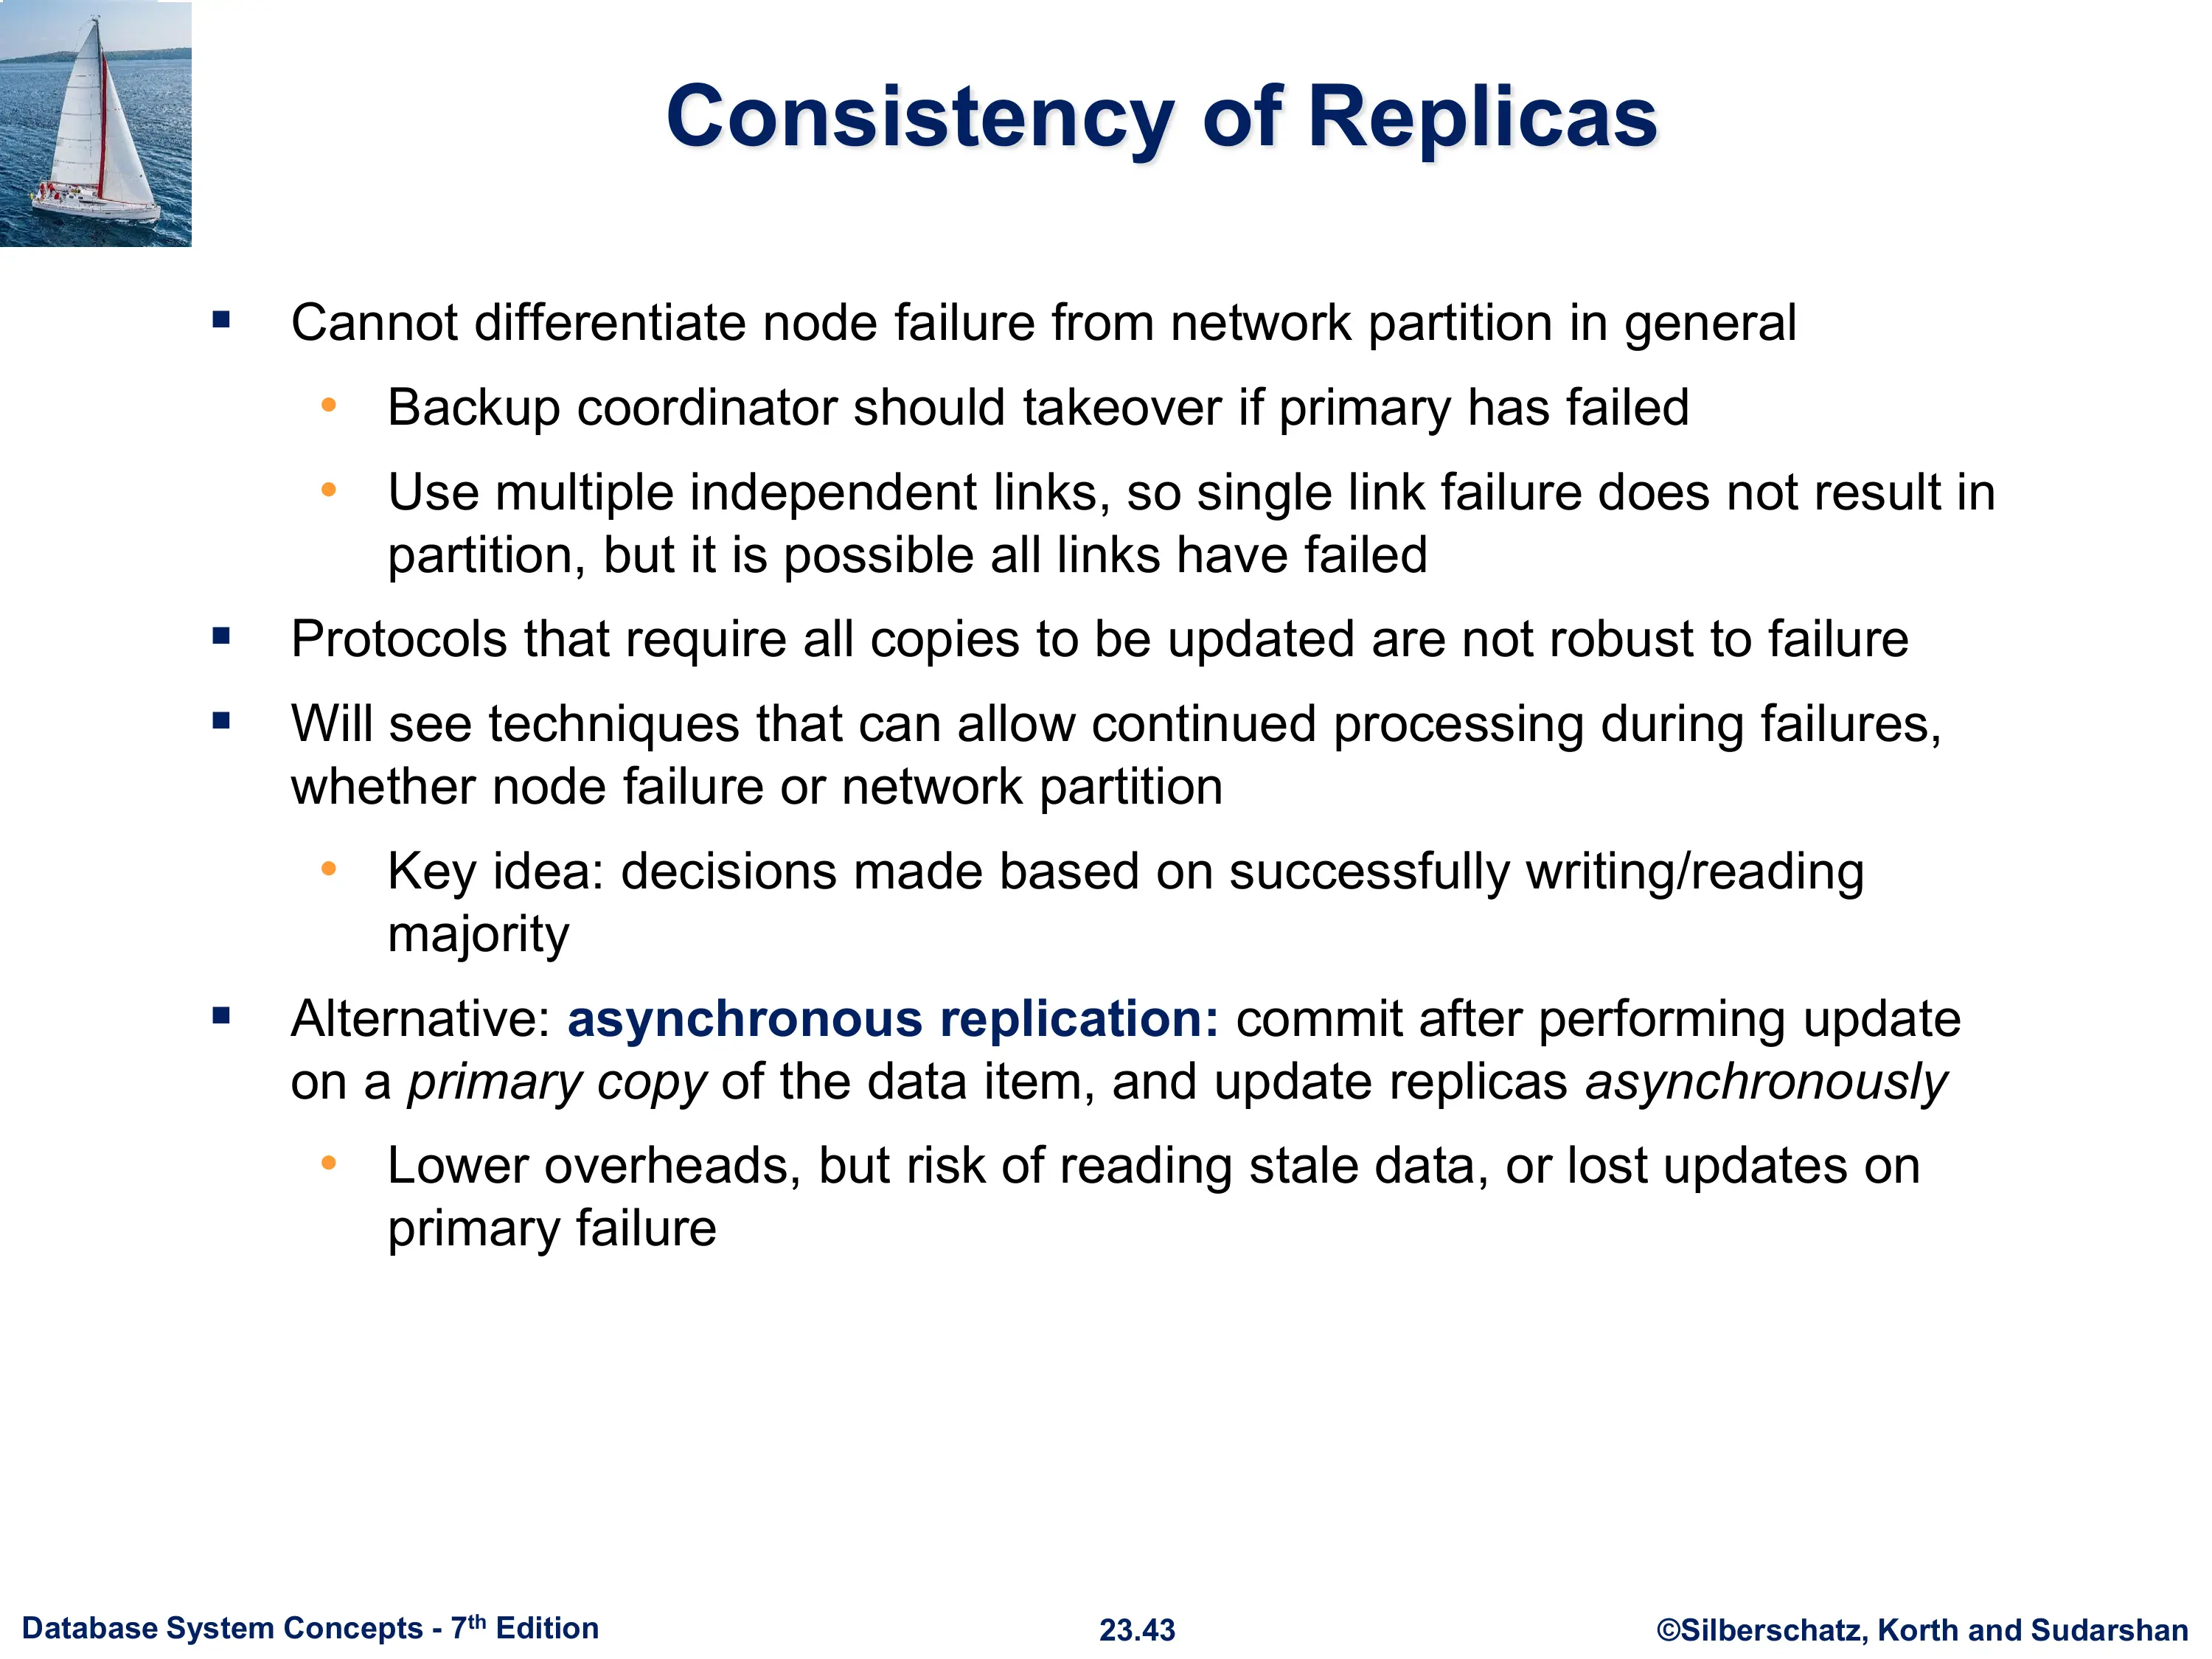 Consistency of Replicas
▪ Cannot differentiate node failure from network partition in general
• Backup coordinator should takeover if primary has failed
• Use multiple independent links, so single link failure does not result in
partition, but it is possible all links have failed
▪ Protocols that require all copies to be updated are not robust to failure
▪ Will see techniques that can allow continued processing during failures,
whether node failure or network partition
• Key idea: decisions made based on successfully writing/reading
majority
▪ Alternative: asynchronous replication: commit after performing update
on a primary copy of the data item, and update replicas asynchronously
• Lower overheads, but risk of reading stale data, or lost updates on
primary failure
Database System Concepts - 7th Edition
23.43
©Silberschatz, Korth and Sudarshan